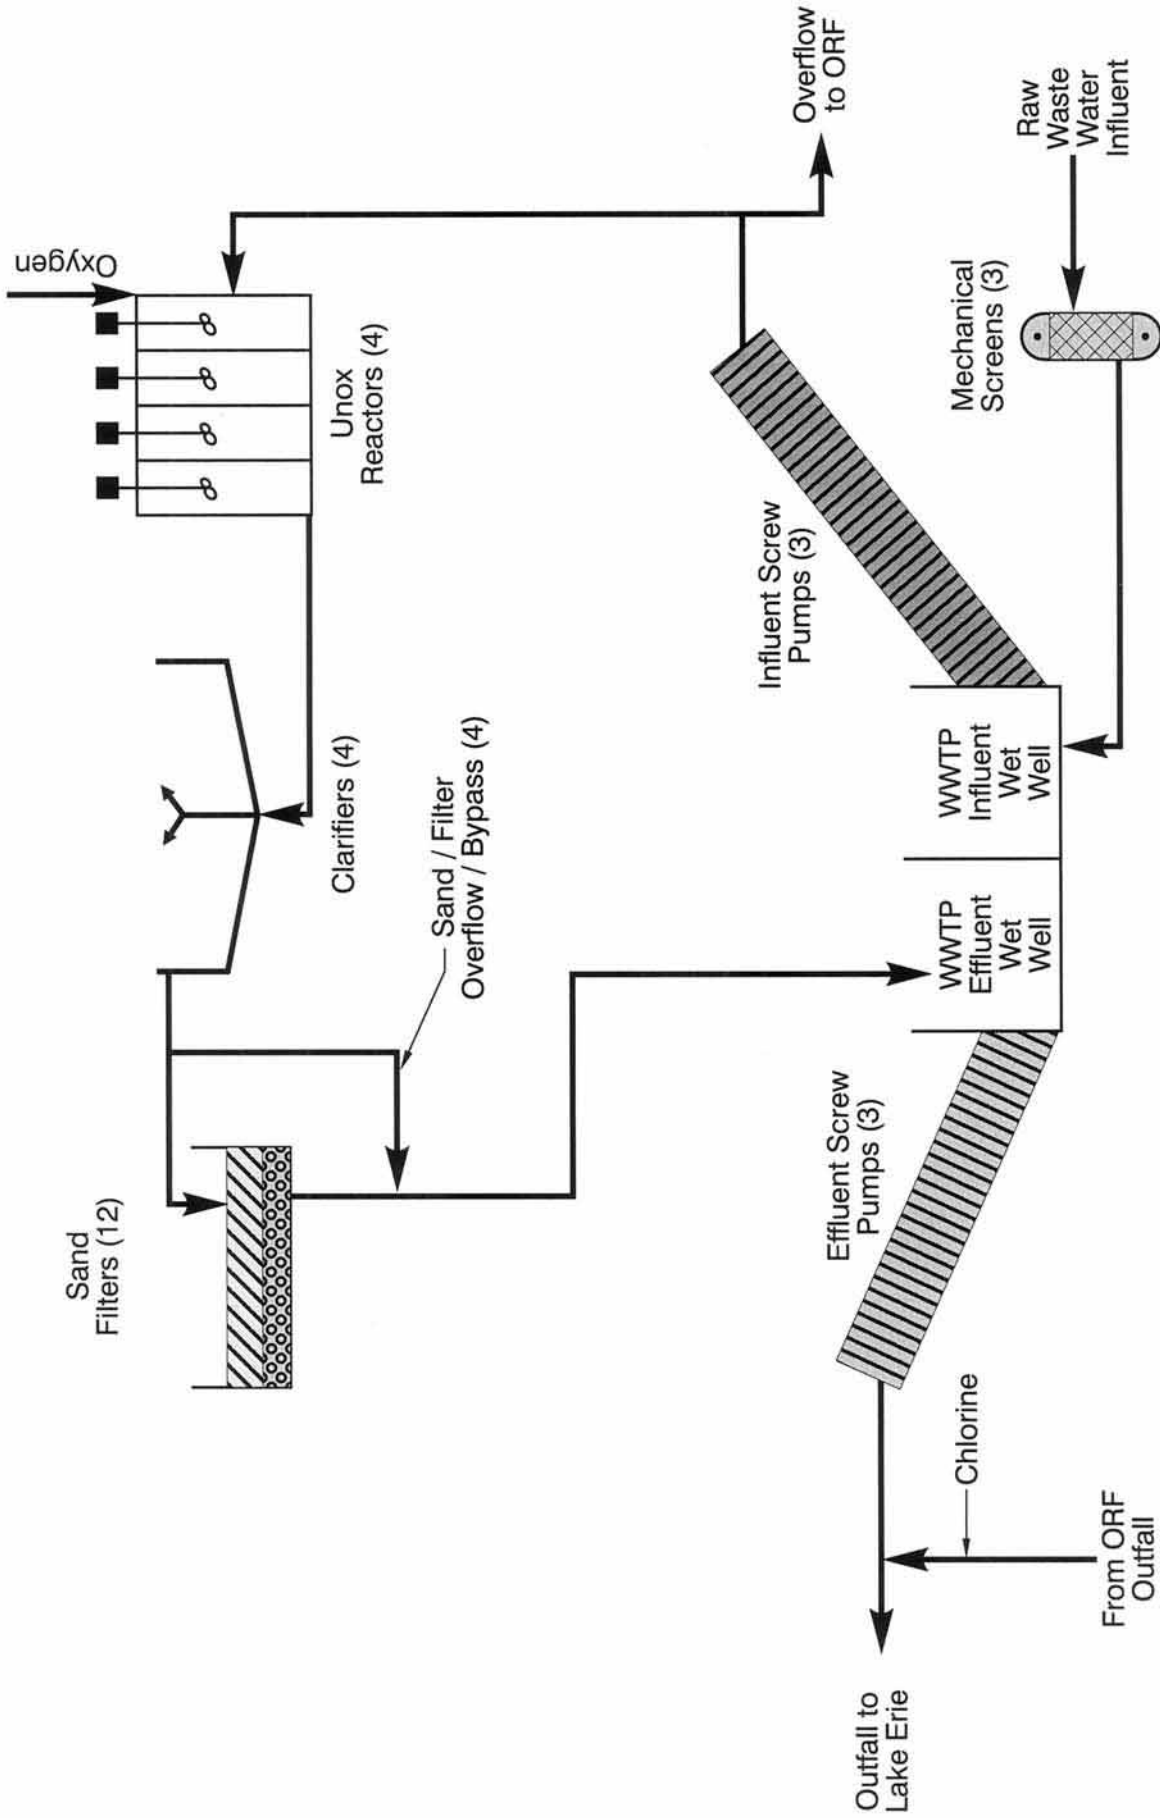 Oxygen
Unox
Reactors (4)
Clarifiers (4)
Sand
Filters (12)
Sand / Filter
Overflow / Bypass (4)
Overflow
to ORF
Raw
Waste
Water
Influent
Mechanical
Screens (3)
Influent Screw
Pumps (3)
WWTP
Influent
Wet
Well
WWTP
Effluent
Wet
Well
Effluent Screw
Pumps (3)
Chlorine
From ORF
Outfall
Outfall to
Lake Erie